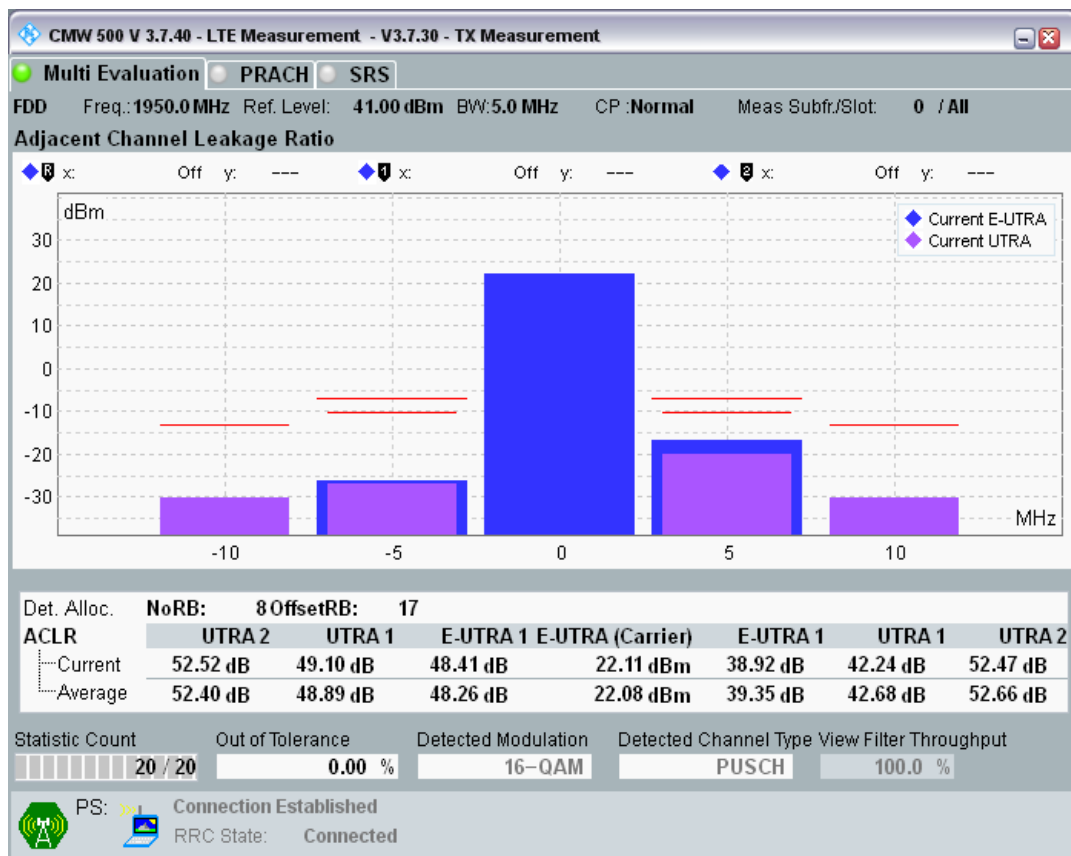 CMW 500 V 3.7.40 - LTE Measurement - V3.7.30 - TX Measurement
Multi Evaluation PRACH SRS
FDD Freq.:1950.0 MHz Ref. Level: 41.00 dBm BW:5.0 MHz CP :Normal Meas Subfr./Slot: 0 / All
Adjacent Channel Leakage Ratio
R x: Off y: --- 1 x: Off y: --- 2 x: Off y: ---
dBm
Current E-UTRA
Current UTRA
30
20
10
0
-10
-20
-30
MHz
-10 -5 0 5 10
Det. Alloc. NoRB: 8 OffsetRB: 17
ACLR UTRA 2 UTRA 1 E-UTRA 1 E-UTRA (Carrier) E-UTRA 1 UTRA 1 UTRA 2
Current 52.52 dB 49.10 dB 48.41 dB 22.11 dBm 38.92 dB 42.24 dB 52.47 dB
Average 52.40 dB 48.89 dB 48.26 dB 22.08 dBm 39.35 dB 42.68 dB 52.66 dB
Statistic Count Out of Tolerance Detected Modulation Detected Channel Type View Filter Throughput
20 / 20 0.00 % 16-QAM PUSCH 100.0 %
PS: Connection Established
RRC State: Connected